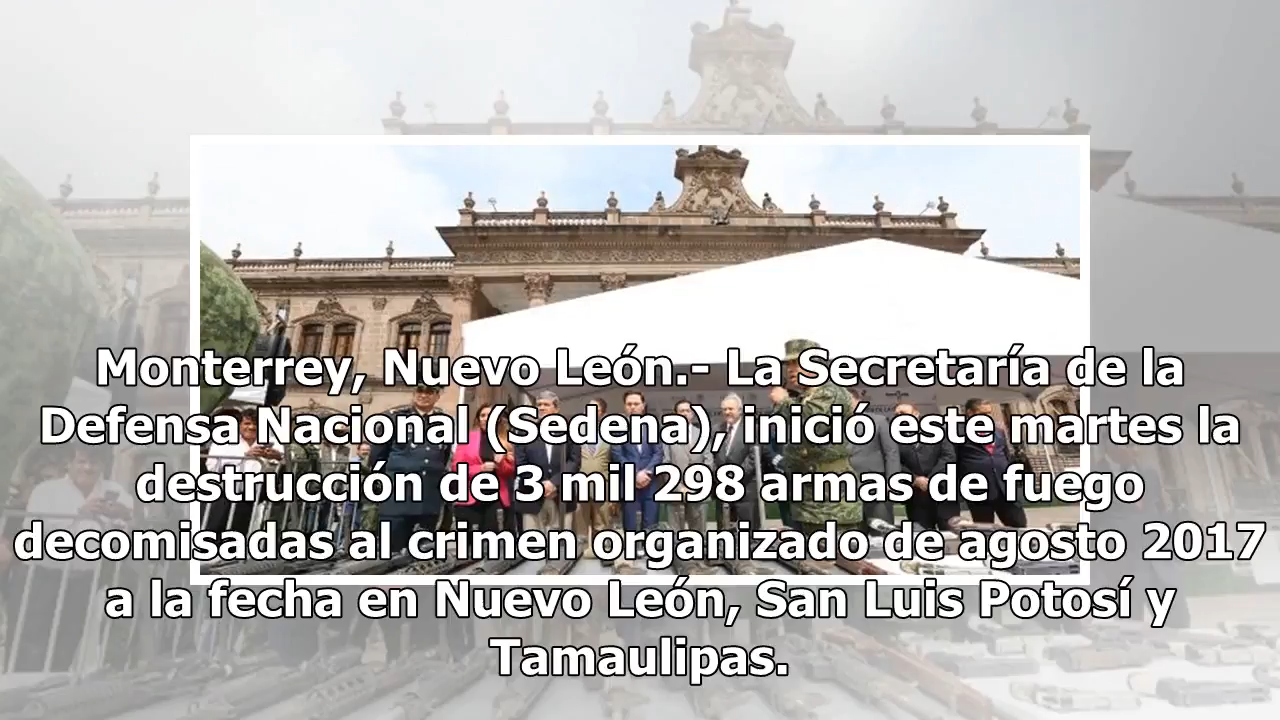 Monterrey, Nuevo León.- La Secretaría de la
Defensa Nacional (Sedena), inició este martes la
destrucción de 3 mil 298 armas de fuego
decomisadas al crimen organizado de agosto 2017
a la fecha en Nuevo León, San Luis Potosí y
Tamaulipas.